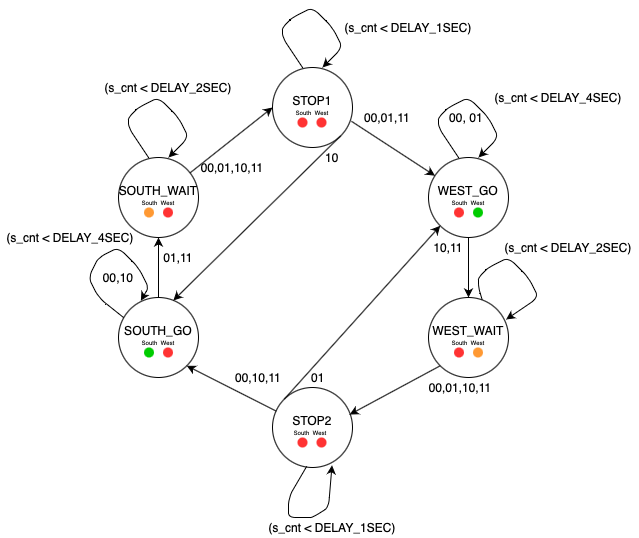 (s_cnt < DELAY_1SEC)
(s_cnt < DELAY_2SEC)
STOP1
South West
(s_cnt < DELAY_4SEC)
00,01,11
00, 01
10
00,01,10,11
SOUTH_WAIT
South West
WEST_GO
South West
(s_cnt < DELAY_4SEC)
10,11
(s_cnt < DELAY_2SEC)
01,11
00,10
SOUTH_GO
South West
WEST_WAIT
South West
00,10,11
01
00,01,10,11
STOP2
South West
(s_cnt < DELAY_1SEC)